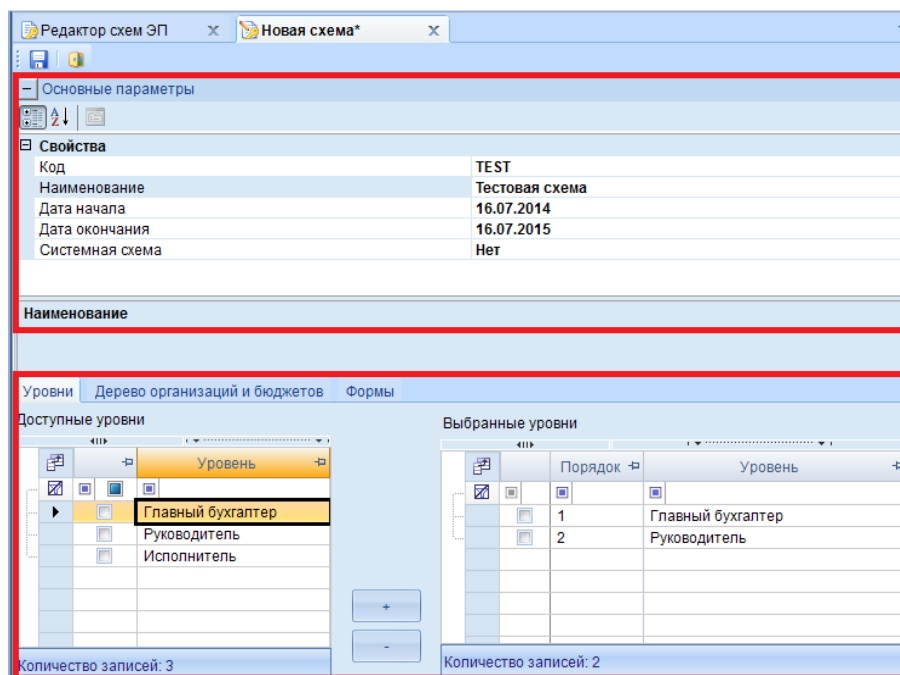 Редактор схем ЭП x Новая схема* x
Основные параметры
Свойства
Код TEST
Наименование Тестовая схема
Дата начала 16.07.2014
Дата окончания 16.07.2015
Системная схема Нет
Наименование
Уровни Дерево организаций и бюджетов Формы
Доступные уровни Выбранные уровни
Уровень Порядок Уровень
Главный бухгалтер 1 Главный бухгалтер
Руководитель 2 Руководитель
Исполнитель
+
-
Количество записей: 3 Количество записей: 2